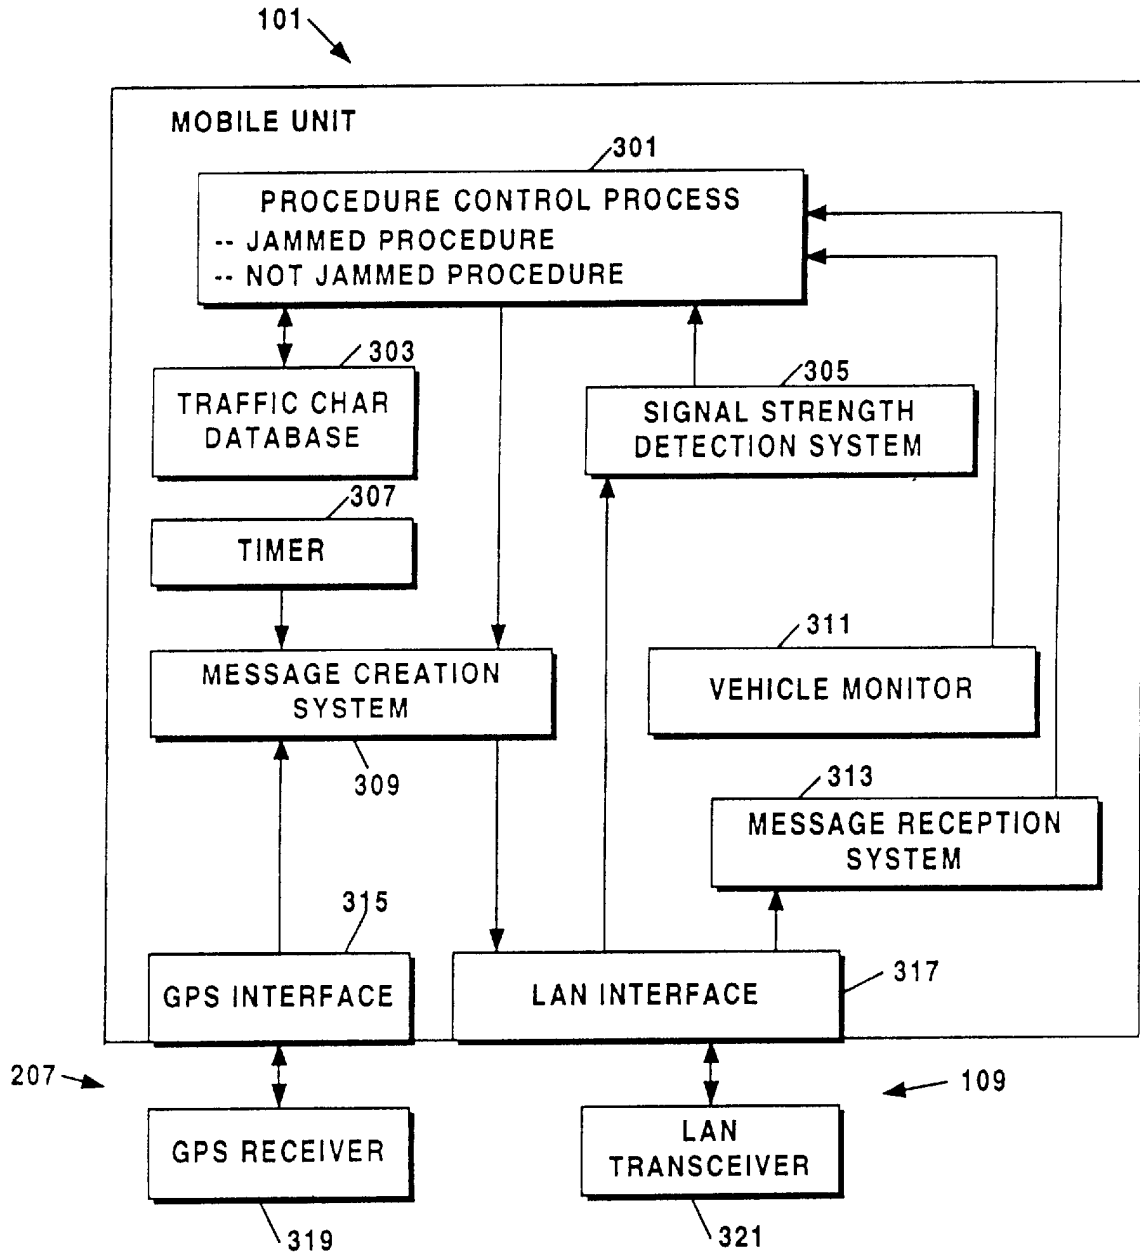 101
MOBILE UNIT
301
PROCEDURE CONTROL PROCESS
-- JAMMED PROCEDURE
-- NOT JAMMED PROCEDURE
303
TRAFFIC CHAR
DATABASE
305
SIGNAL STRENGTH
DETECTION SYSTEM
307
TIMER
MESSAGE CREATION
SYSTEM
309
311
VEHICLE MONITOR
313
MESSAGE RECEPTION
SYSTEM
315
GPS INTERFACE
LAN INTERFACE
317
207
109
GPS RECEIVER
319
LAN
TRANSCEIVER
321